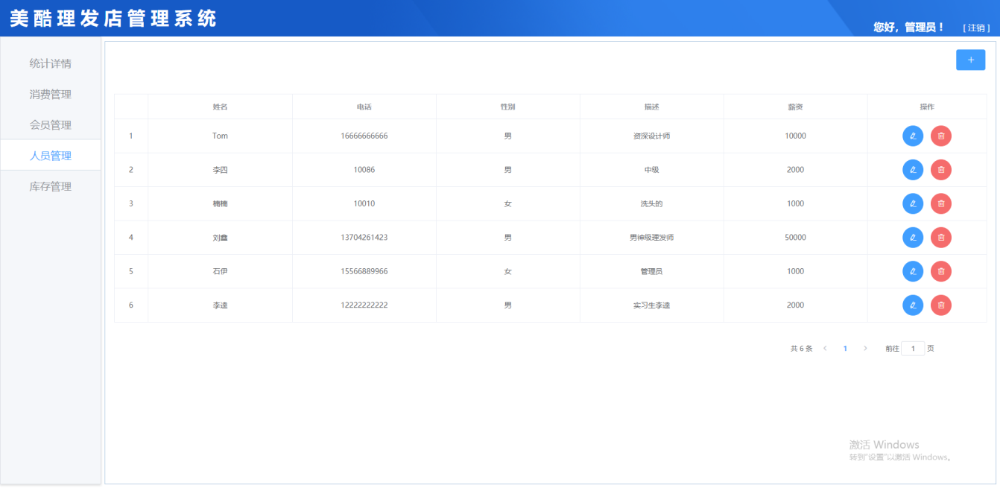 美酷理发店管理系统
您好，管理员！ [ 注销 ]
统计详情
消费管理
会员管理
人员管理
库存管理
+
姓名 电话 性别 描述 薪资 操作
1 Tom 16666666666 男 资深设计师 10000
2 李四 10086 男 中级 2000
3 楠楠 10010 女 洗头的 1000
4 刘鑫 13704261423 男 男神级理发师 50000
5 石伊 15566889966 女 管理员 1000
6 李逵 12222222222 男 实习生李逵 2000
共 6 条 < 1 > 前往 1 页
激活 Windows
转到"设置"以激活 Windows。